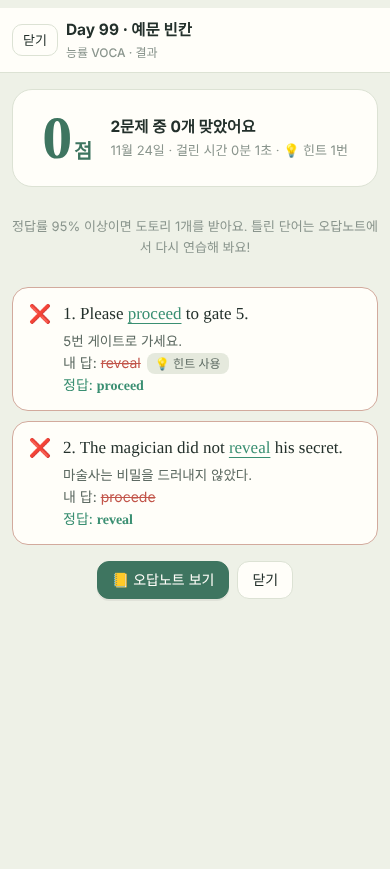 닫기
Day 99 · 예문 빈칸
능률 VOCA · 결과
0점
2문제 중 0개 맞았어요
11월 24일 · 걸린 시간 0분 1초 · 💡 힌트 1번
정답률 95% 이상이면 도토리 1개를 받아요. 틀린 단어는 오답노트에
서 다시 연습해 봐요!
❌ 1. Please proceed to gate 5.
5번 게이트로 가세요.
내 답: reveal 💡 힌트 사용
정답: proceed
❌ 2. The magician did not reveal his secret.
마술사는 비밀을 드러내지 않았다.
내 답: procede
정답: reveal
📒 오답노트 보기
닫기